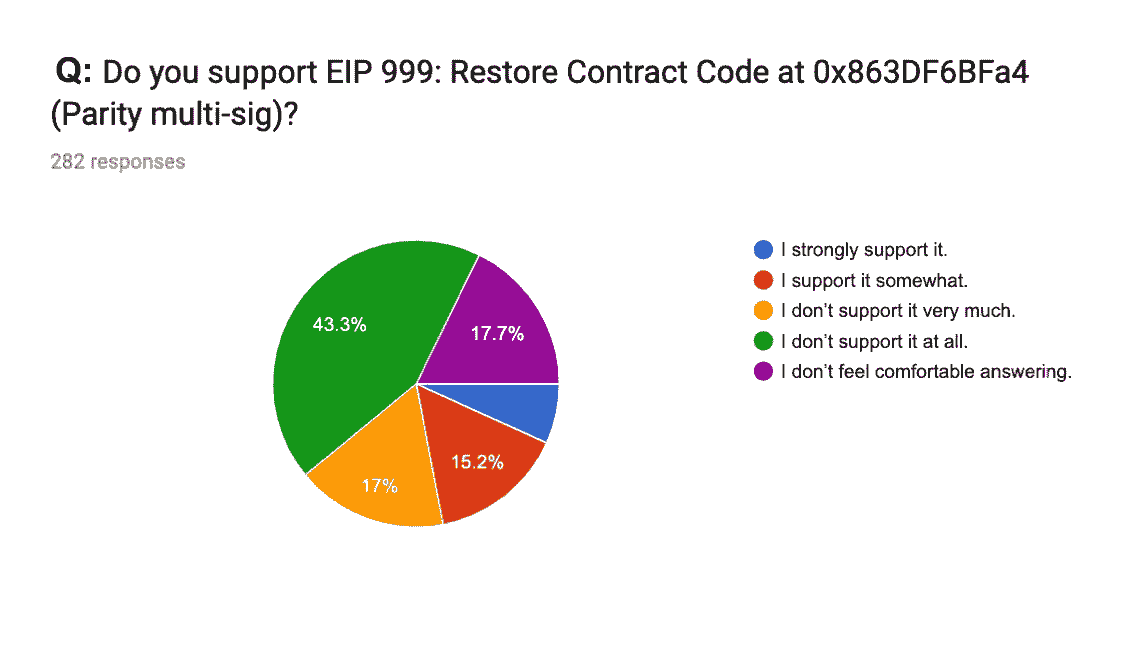 Q: Do you support EIP 999: Restore Contract Code at 0x863DF6BFa4
(Parity multi-sig)?
282 responses
I strongly support it.
I support it somewhat.
I don’t support it very much.
I don’t support it at all.
I don’t feel comfortable answering.
43.3%
17.7%
15.2%
17%